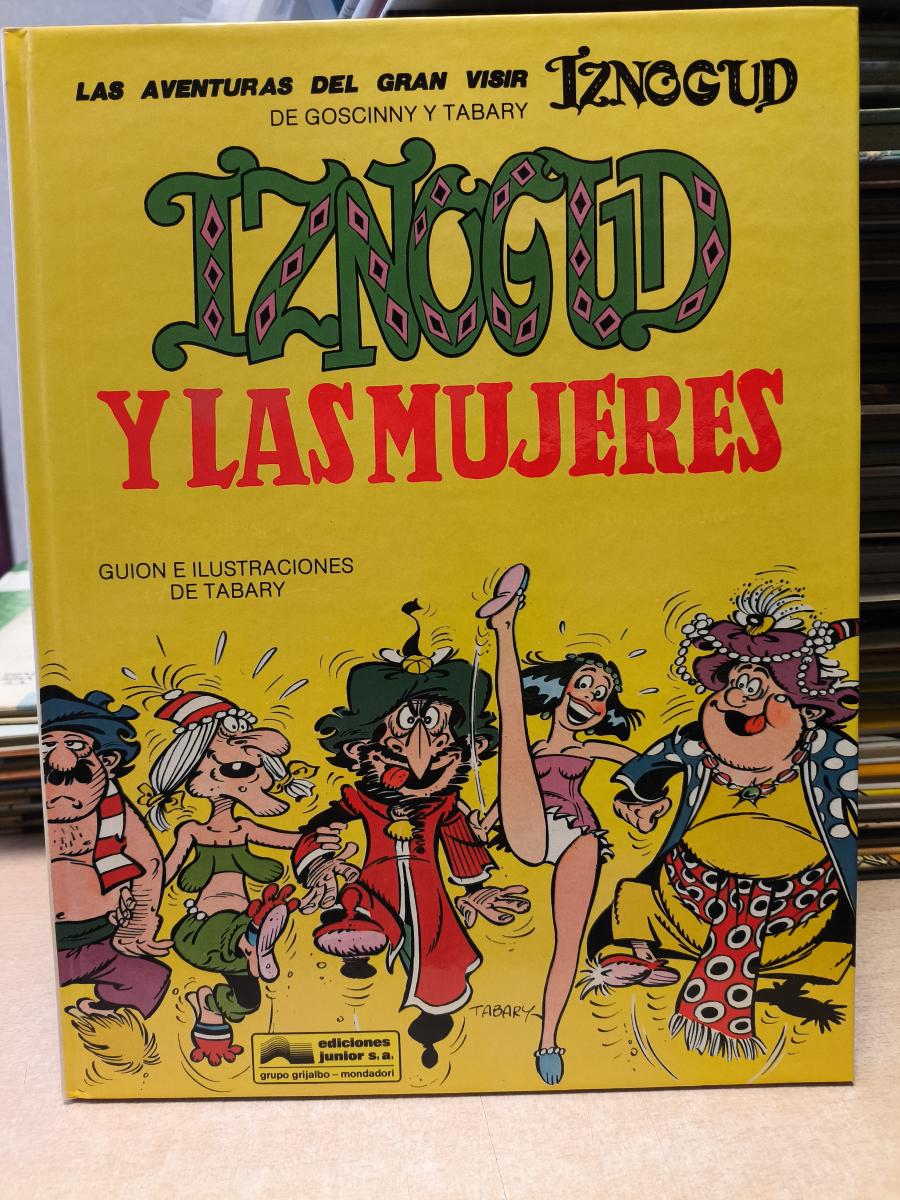 LAS AVENTURAS DEL GRAN VISIR IZNOGUD
DE GOSCINNY Y TABARY
IZNOGUD
Y LAS MUJERES
GUION E ILUSTRACIONES
DE TABARY
TABARY
ediciones
junior s.a.
grupo grijalbo – mondadori